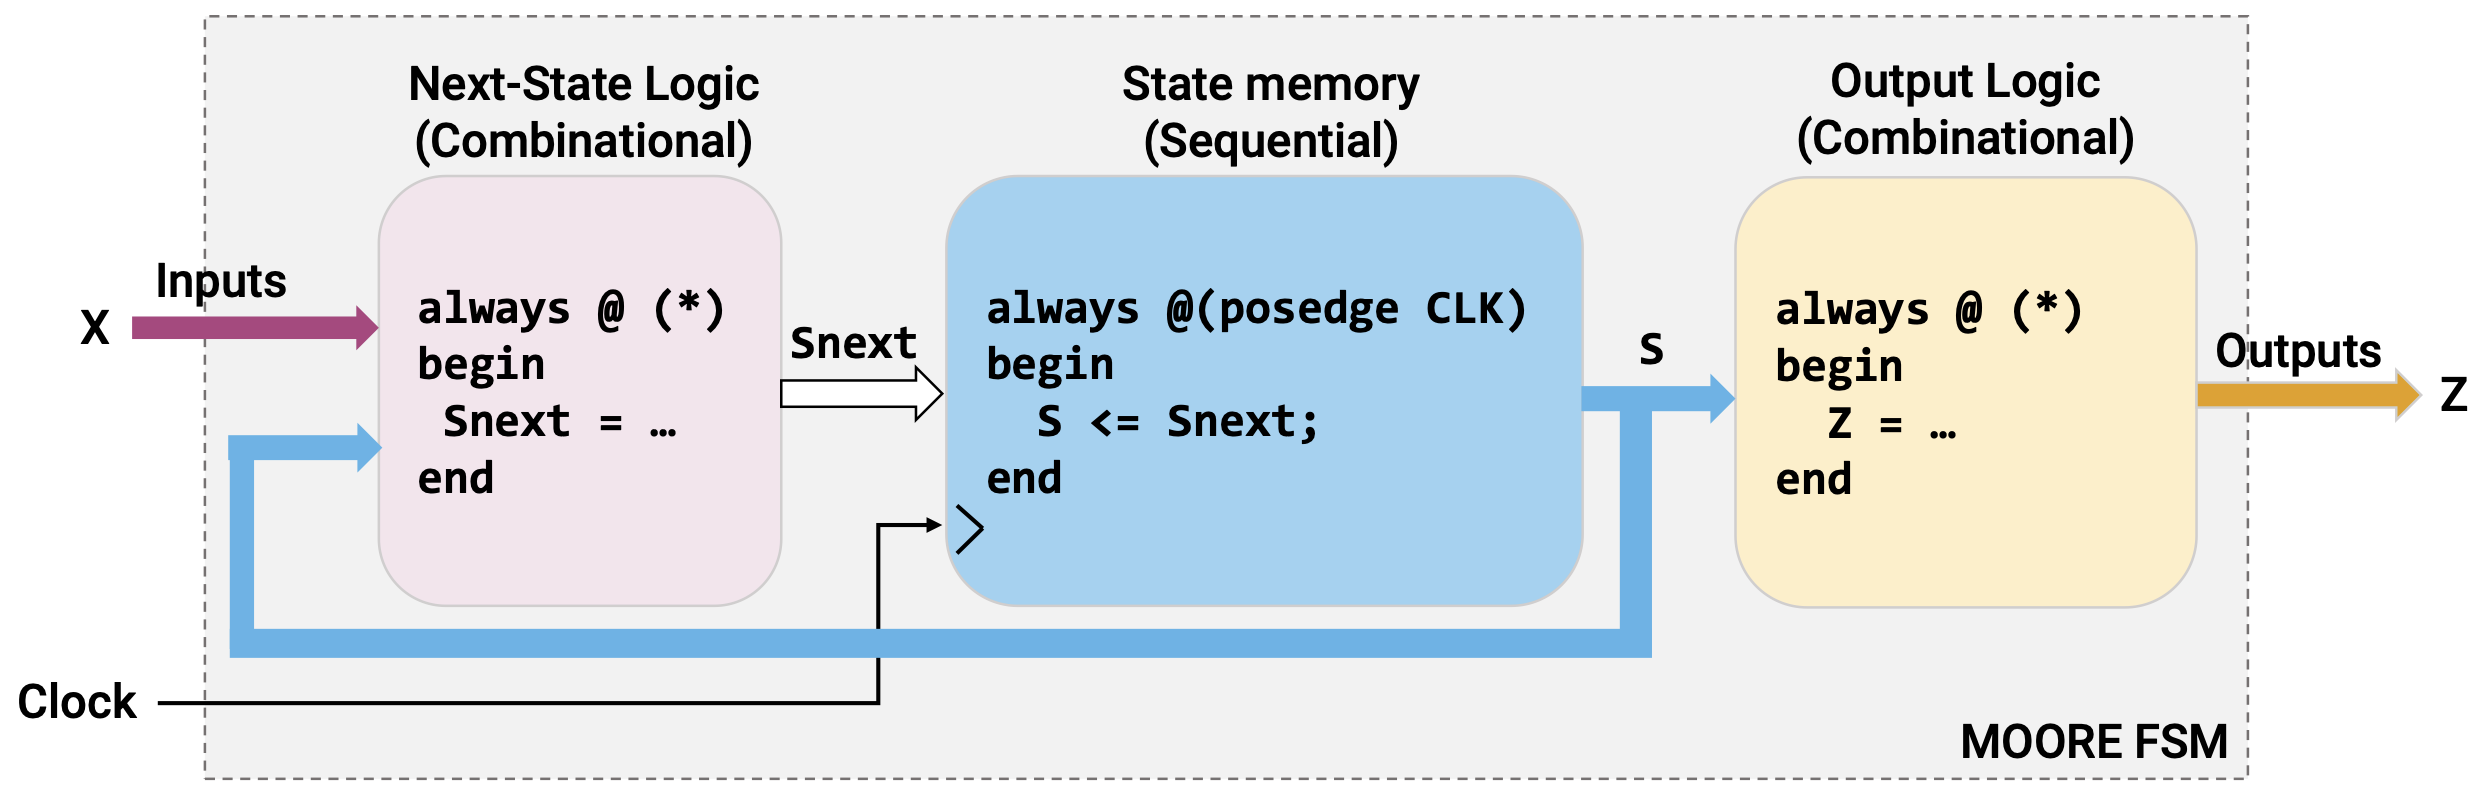 Next-State Logic
(Combinational)
State memory
(Sequential)
Output Logic
(Combinational)
Inputs
X
always @ (*)
begin
Snext = …
end
Snext
always @(posedge CLK)
begin
S <= Snext;
end
S
always @ (*)
begin
Z = …
end
Outputs
Z
Clock
MOORE FSM